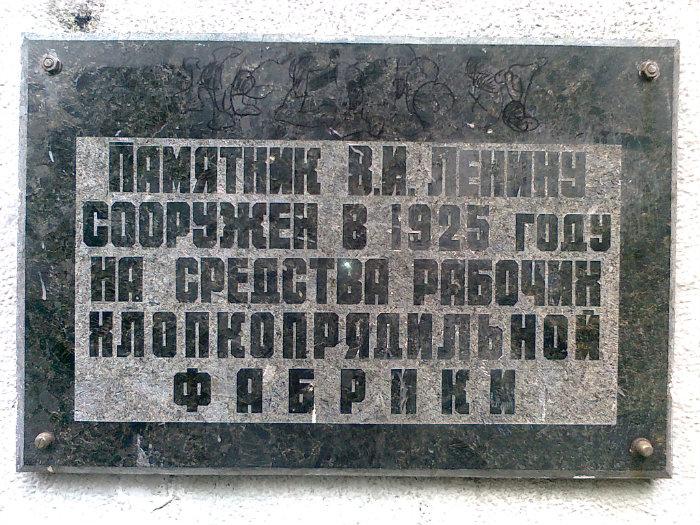 ПАМЯТНИК В.И. ЛЕНИНУ
СООРУЖЕН В 1925 ГОДУ
НА СРЕДСТВА РАБОЧИХ
ХЛОПКОПРЯДИЛЬНОЙ
ФАБРИКИ